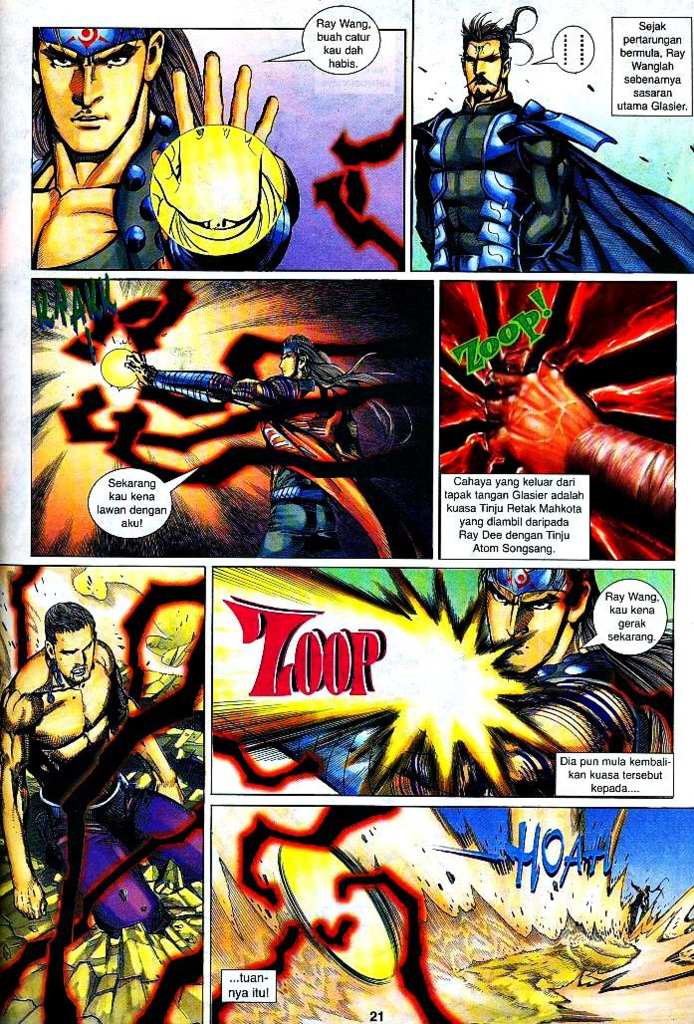 Ray Wang,
buah catur
kau dah
habis.
Sejak
pertarungan
bermula, Ray
Wanglah
sebenarnya
sasaran
utama Glasier.
Sekarang
kau kena
lawan dengan
aku!
Zoop!
Cahaya yang keluar dari
tapak tangan Glasier adalah
kuasa Tinju Retak Mahkota
yang diambil daripada
Ray Dee dengan Tinju
Atom Songsang.
Zoop
Ray Wang,
kau kena
gerak
sekarang.
Dia pun mula kembali-
kan kuasa tersebut
kepada....
HOAH
...tuan-
nya itu!
21